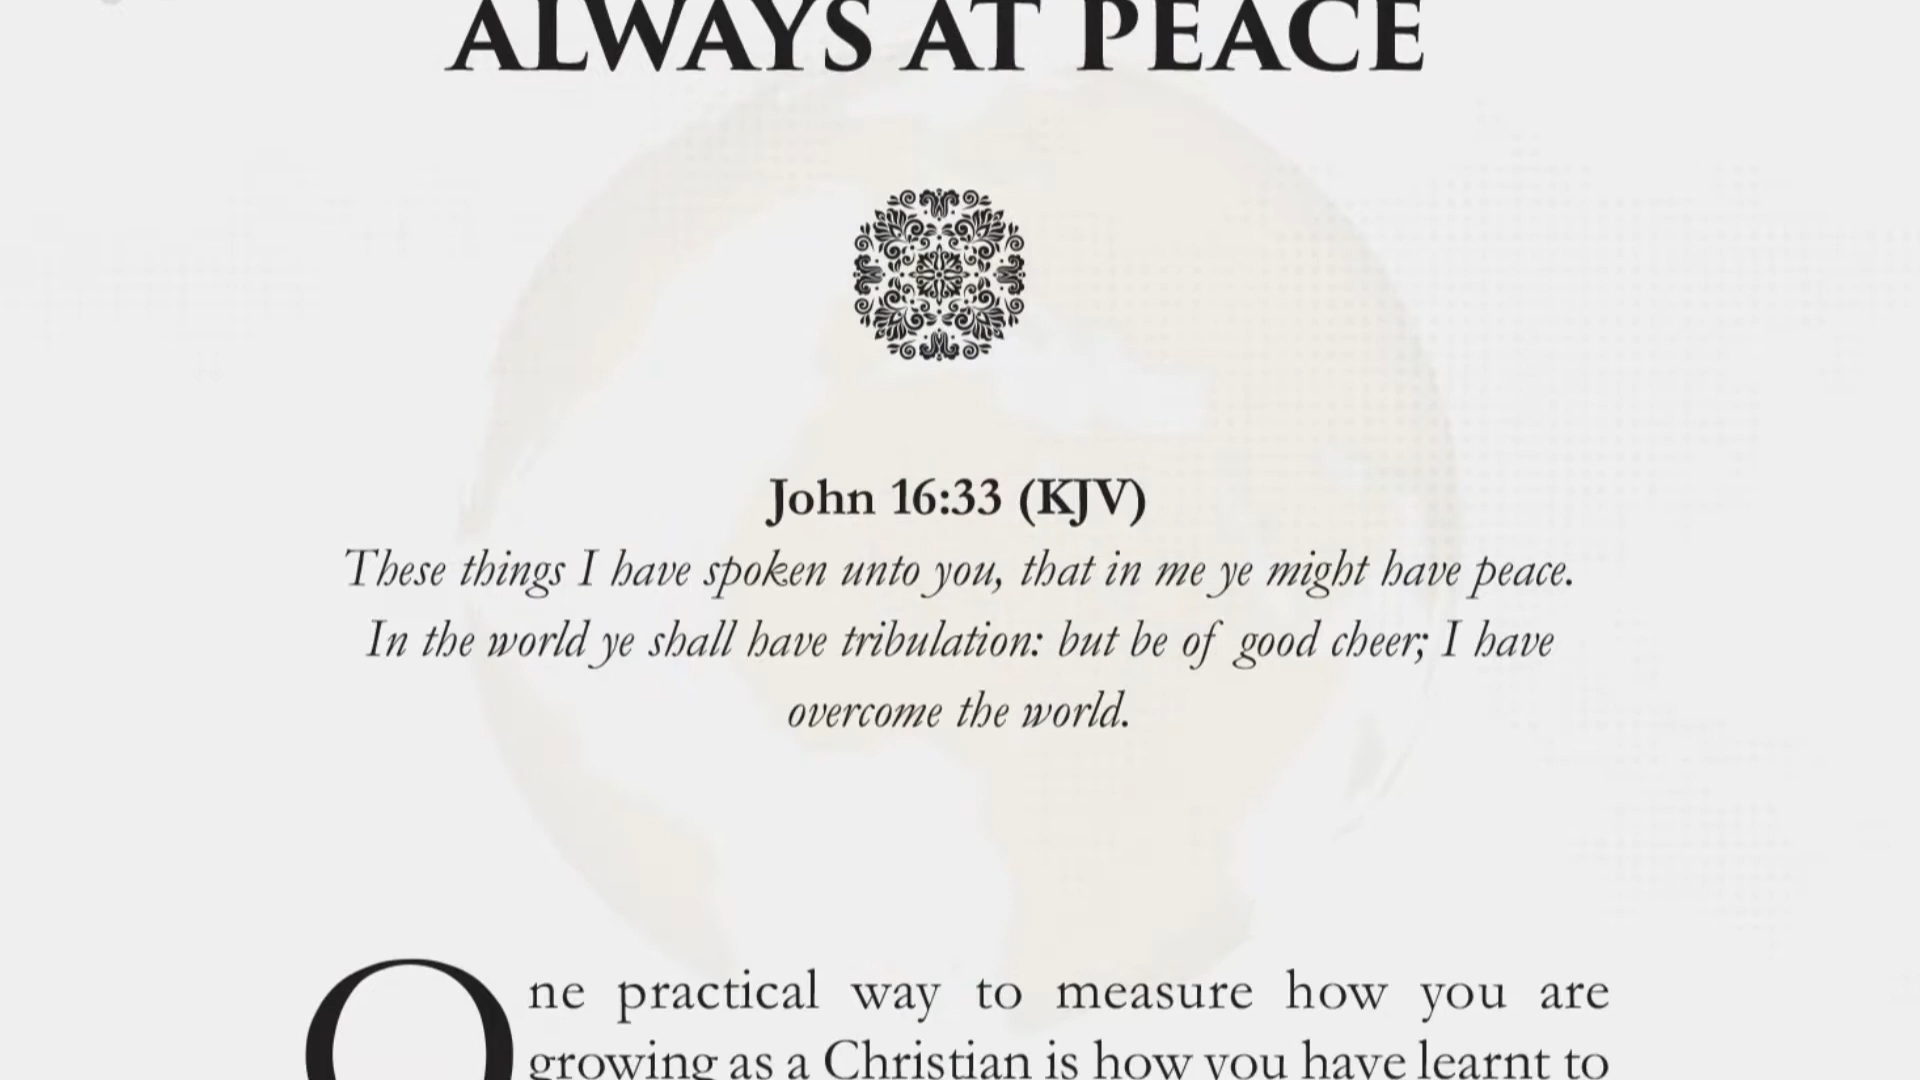 ALWAYS AT PEACE
John 16:33 (KJV)
These things I have spoken unto you, that in me ye might have peace.
In the world ye shall have tribulation: but be of good cheer; I have
overcome the world.
One practical way to measure how you are
growing as a Christian is how you have learnt to